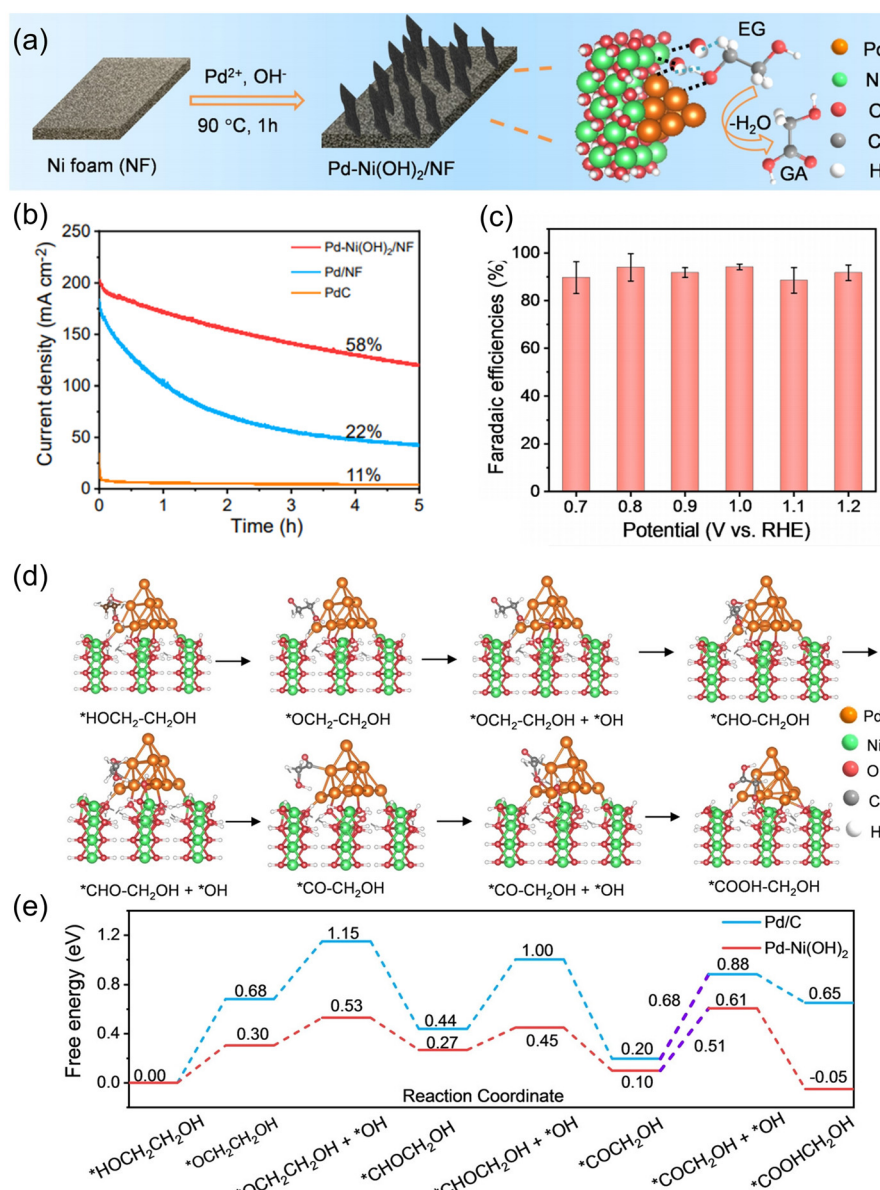 (a)
Pd²⁺, OH⁻
90 °C, 1h
Ni foam (NF)
Pd-Ni(OH)₂/NF
EG
-H₂O
GA
Pd
N
O
C
H
(b)
Current density (mA cm⁻²)
250
200
150
100
50
0
Pd-Ni(OH)₂/NF
Pd/NF
PdC
58%
22%
11%
0 1 2 3 4 5
Time (h)
(c)
Faradaic efficiencies (%)
100
80
60
40
20
0
0.7 0.8 0.9 1.0 1.1 1.2
Potential (V vs. RHE)
(d)
*HOCH₂-CH₂OH
*OCH₂-CH₂OH
*OCH₂-CH₂OH + *OH
*CHO-CH₂OH
Pd
Ni
O
C
H
*CHO-CH₂OH + *OH
*CO-CH₂OH
*CO-CH₂OH + *OH
*COOH-CH₂OH
(e)
Free energy (eV)
1.2
0.8
0.4
0.0
Pd/C
Pd-Ni(OH)₂
0.00
0.68
0.30
1.15
0.53
0.44
0.27
1.00
0.45
0.20
0.10
0.68
0.51
0.88
0.61
0.65
-0.05
Reaction Coordinate
*HOCH₂CH₂OH
*OCH₂CH₂OH
*OCH₂CH₂OH + *OH
*CHOCH₂OH
*CHOCH₂OH + *OH
*COCH₂OH
*COCH₂OH + *OH
*COOHCH₂OH